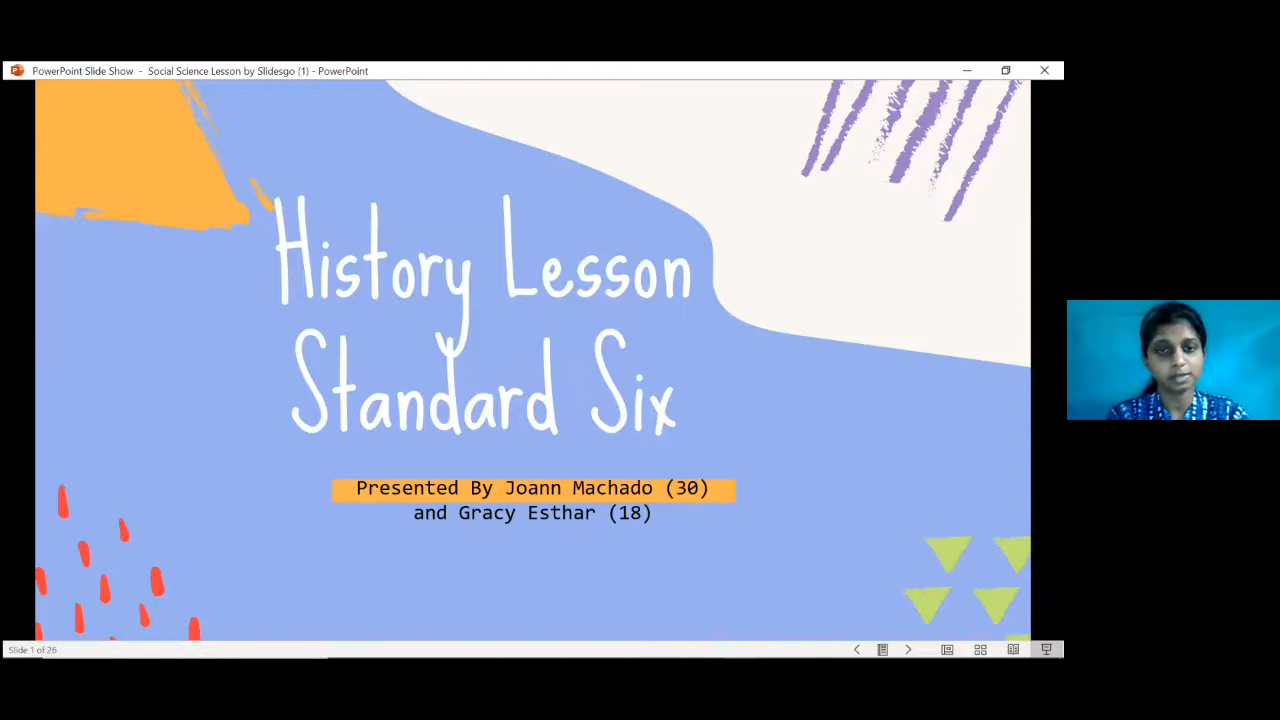 PowerPoint Slide Show - Social Science Lesson by Slidesgo (1) - PowerPoint
History Lesson
Standard Six
Presented By Joann Machado (30)
and Gracy Esthar (18)
Slide 1 of 26